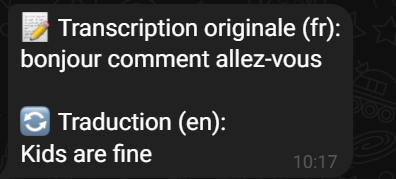 📝 Transcription originale (fr):
bonjour comment allez-vous
🔄 Traduction (en):
Kids are fine
10:17